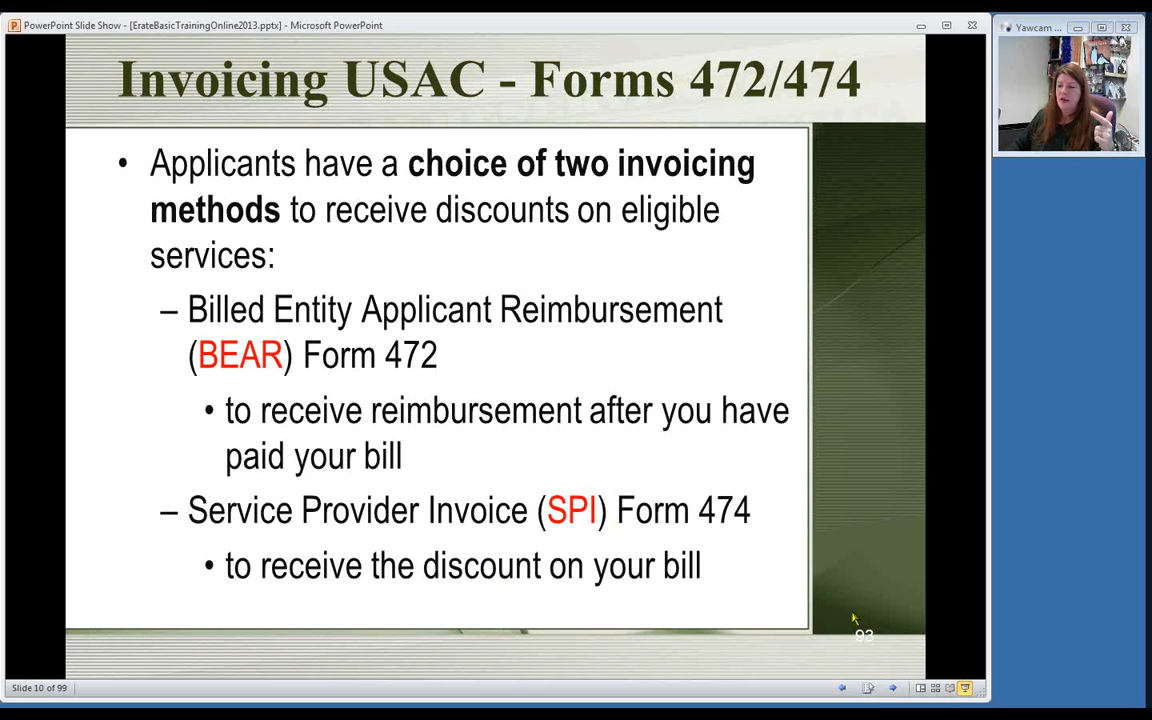 PowerPoint Slide Show - [ErateBasicTrainingOnline2013.pptx] - Microsoft PowerPoint
Yawcam ...
Invoicing USAC - Forms 472/474
• Applicants have a choice of two invoicing
methods to receive discounts on eligible
services:
– Billed Entity Applicant Reimbursement
(BEAR) Form 472
• to receive reimbursement after you have
paid your bill
– Service Provider Invoice (SPI) Form 474
• to receive the discount on your bill
93
Slide 10 of 99